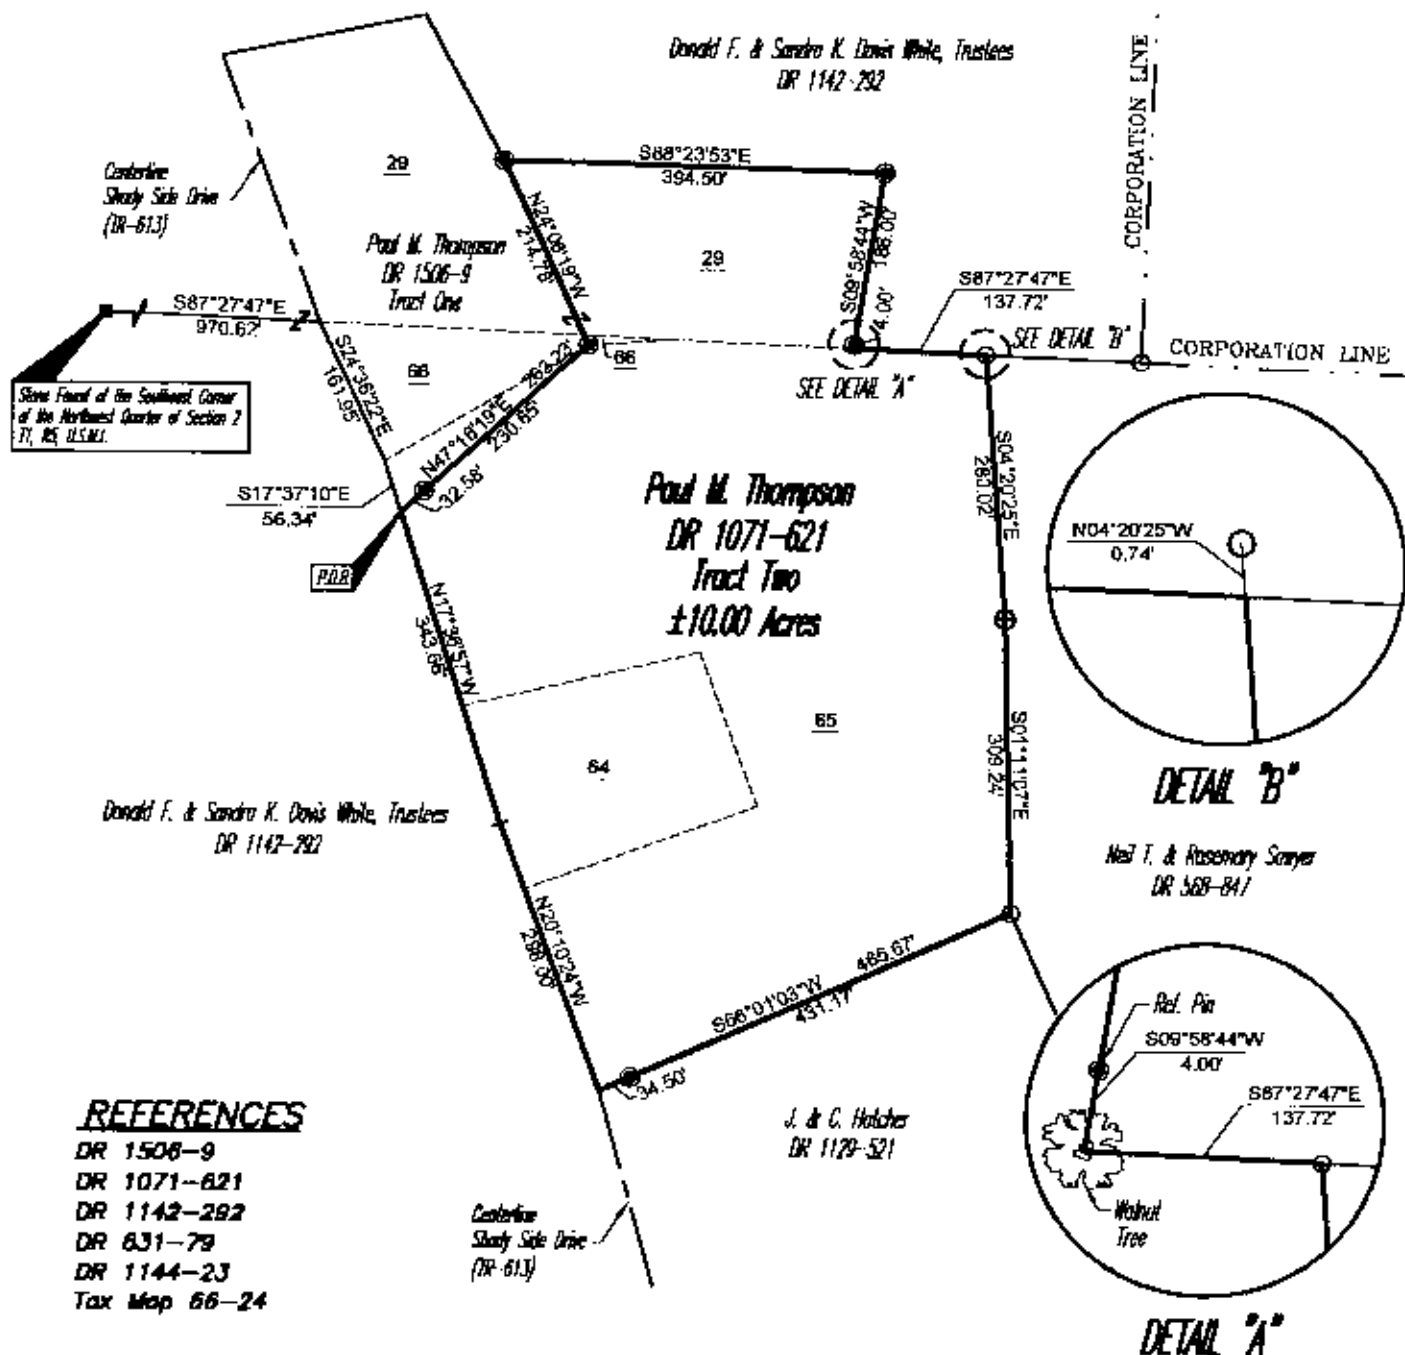 Donald F. & Sandra K. Davis White, Trustees
DR 1142-292
CORPORATION LINE
Centerline
Shady Side Drive
(TR-613)
29
S88°23'53"E
394.50'
N24°08'19"W
214.78'
Paul M. Thompson
DR 1506-9
Tract One
29
S09°58'44"W
186.00'
4.00'
S87°27'47"E
137.72'
S87°27'47"E
970.62'
SEE DETAIL "B"
CORPORATION LINE
SEE DETAIL "A"
66
66
S24°36'22"E
161.95'
Stone Found at the Southwest Corner
of the Northwest Quarter of Section 2
U.S.M.L.
N47°16'19"E 263.23'
230.65'
32.58'
S17°37'10"E
56.34'
P.O.B.
Paul M. Thompson
DR 1071-621
Tract Two
±10.00 Acres
S04°20'25"E
280.02'
N04°20'25"W
0.74'
N17°36'57"W
343.66'
64
65
S01°11'07"E
309.24'
DETAIL "B"
Donald F. & Sandra K. Davis White, Trustees
DR 1142-292
Neil T. & Rosemary Sawyer
DR 568-847
N20°10'24"W
298.00'
S66°01'03"W 465.67'
431.17'
34.50'
Ref. Pin
S09°58'44"W
4.00'
S87°27'47"E
137.72'
Walnut
Tree
DETAIL "A"
J. & C. Hatcher
DR 1129-521
REFERENCES
DR 1506-9
DR 1071-621
DR 1142-292
DR 631-79
DR 1144-23
Tax Map 66-24
Centerline
Shady Side Drive
(TR-613)